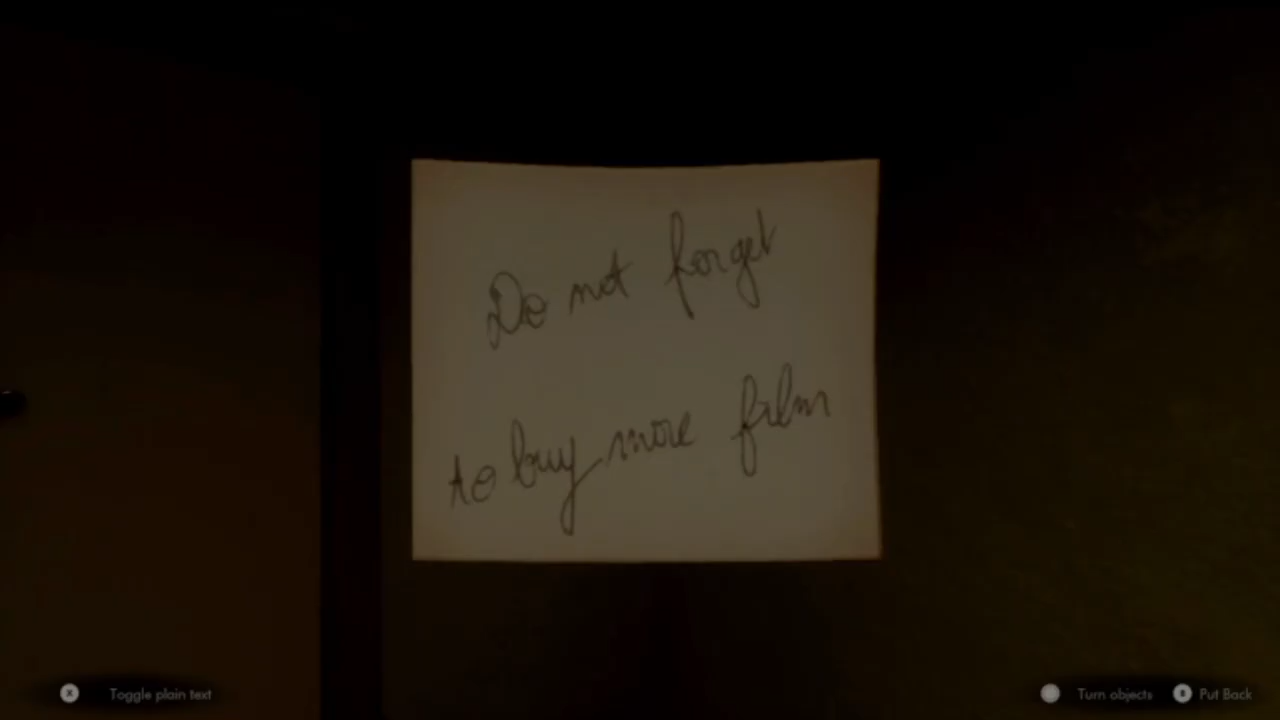 Do not forget
to buy more film
X Toggle plain text
Turn objects
Put Back